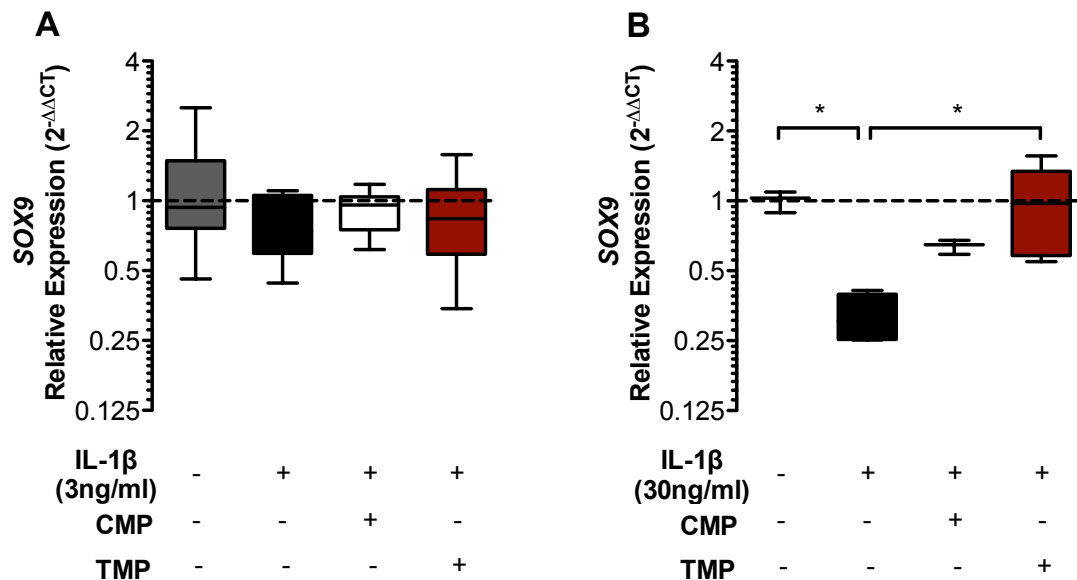 A
SOX9
Relative Expression (2-ΔΔCT)
4
2
1
0.5
0.25
0.125
IL-1β
(3ng/ml)
- + + +
CMP
- - + -
TMP
- - - +
B
SOX9
Relative Expression (2-ΔΔCT)
4
2
1
0.5
0.25
0.125
* *
IL-1β
(30ng/ml)
- + + +
CMP
- - + -
TMP
- - - +